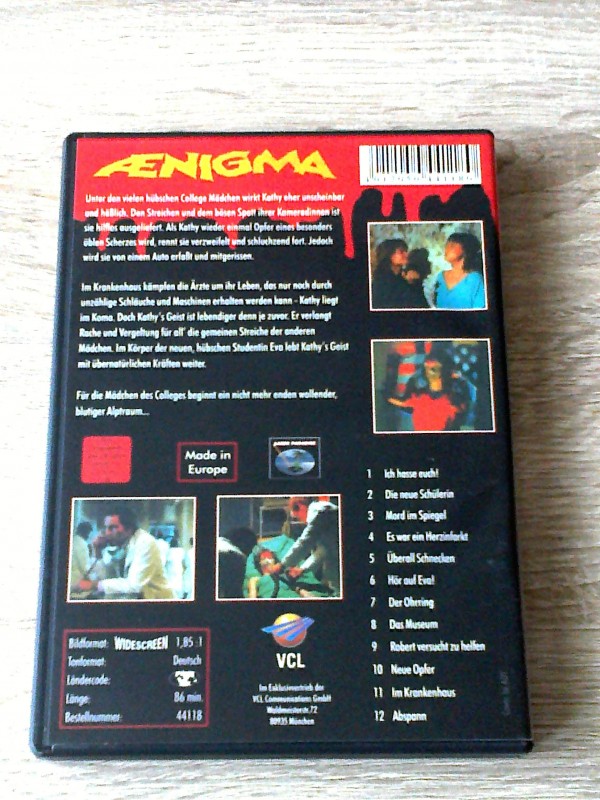 ÆNIGMA
Unter den vielen hübschen College Mädchen wirkt Kathy eher unscheinbar
und häßlich. Den Streichen und dem bösen Spott ihrer Kameradinnen ist
sie hilflos ausgeliefert. Als Kathy wieder einmal Opfer eines besonders
üblen Scherzes wird, rennt sie verzweifelt und schluchzend fort. Jedoch
wird sie von einem Auto erfaßt und mitgerissen.
Im Krankenhaus kämpfen die Ärzte um ihr Leben, das nur noch durch
unzählige Schläuche und Maschinen erhalten werden kann - Kathy liegt
im Koma. Doch Kathy's Geist ist lebendiger denn je zuvor. Er verlangt
Rache und Vergeltung für all' die gemeinen Streiche der anderen
Mädchen. Im Körper der neuen, hübschen Studentin Eva lebt Kathy's Geist
mit übernatürlichen Kräften weiter.
Für die Mädchen des Colleges beginnt ein nicht mehr enden wollender,
blutiger Alptraum...
Made in
Europe
1 Ich hasse euch!
2 Die neue Schülerin
3 Mord im Spiegel
4 Es war ein Herzinfarkt
5 Überall Schnecken
6 Hör auf Eva!
7 Der Ohrring
8 Das Museum
9 Robert versucht zu helfen
10 Neue Opfer
11 Im Krankenhaus
12 Abspann
Bildformat: WIDESCREEN 1,85 :1
Tonformat: Deutsch
Ländercode:
Länge: 86 min.
Bestellnummer: 44118
VCL
Im Exklusivvertrieb der
VCL Communications GmbH
Waldmeisterstr. 72
80935 München